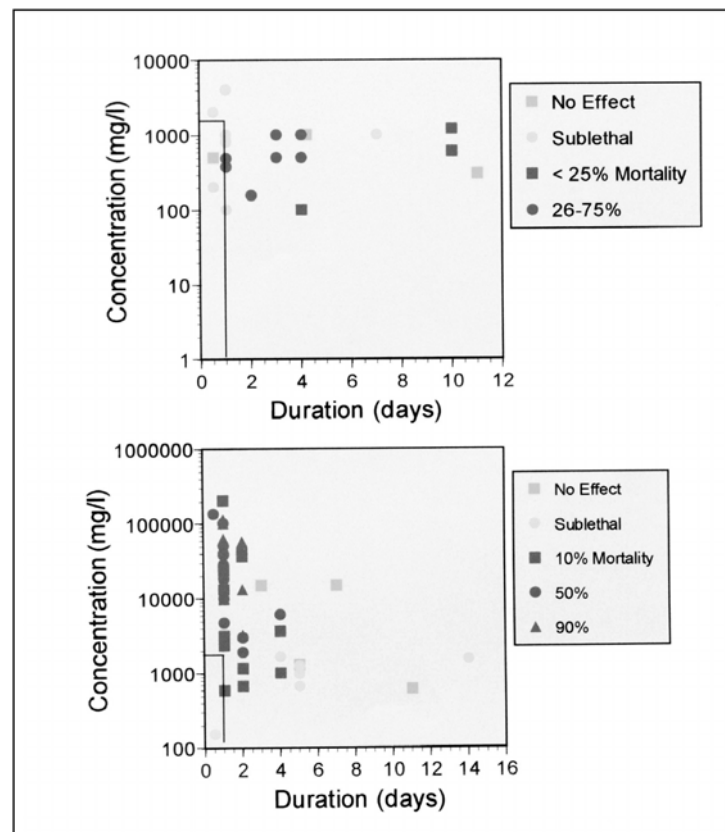 10000
1000
100
10
1
Concentration (mg/l)
0 2 4 6 8 10 12
Duration (days)
No Effect
Sublethal
< 25% Mortality
26-75%
1000000
100000
10000
1000
100
Concentration (mg/l)
0 2 4 6 8 10 12 14 16
Duration (days)
No Effect
Sublethal
10% Mortality
50%
90%